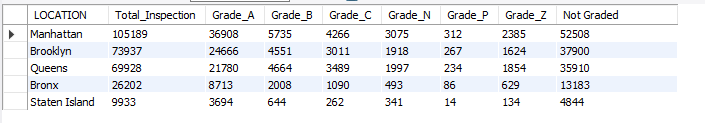 LOCATION Total_Inspection Grade_A Grade_B Grade_C Grade_N Grade_P Grade_Z Not Graded
Manhattan 105189 36908 5735 4266 3075 312 2385 52508
Brooklyn 73937 24666 4551 3011 1918 267 1624 37900
Queens 69928 21780 4664 3489 1997 234 1854 35910
Bronx 26202 8713 2008 1090 493 86 629 13183
Staten Island 9933 3694 644 262 341 14 134 4844